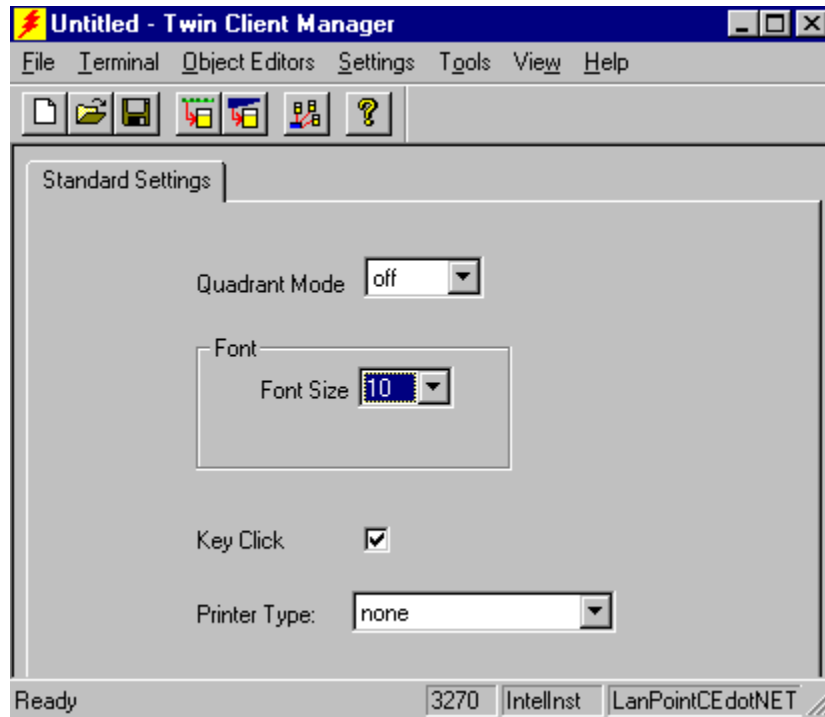 Untitled - Twin Client Manager
File Terminal Object Editors Settings Tools View Help
Standard Settings
Quadrant Mode off
Font
Font Size 10
Key Click
Printer Type: none
Ready 3270 IntelInst LanPointCEdotNET